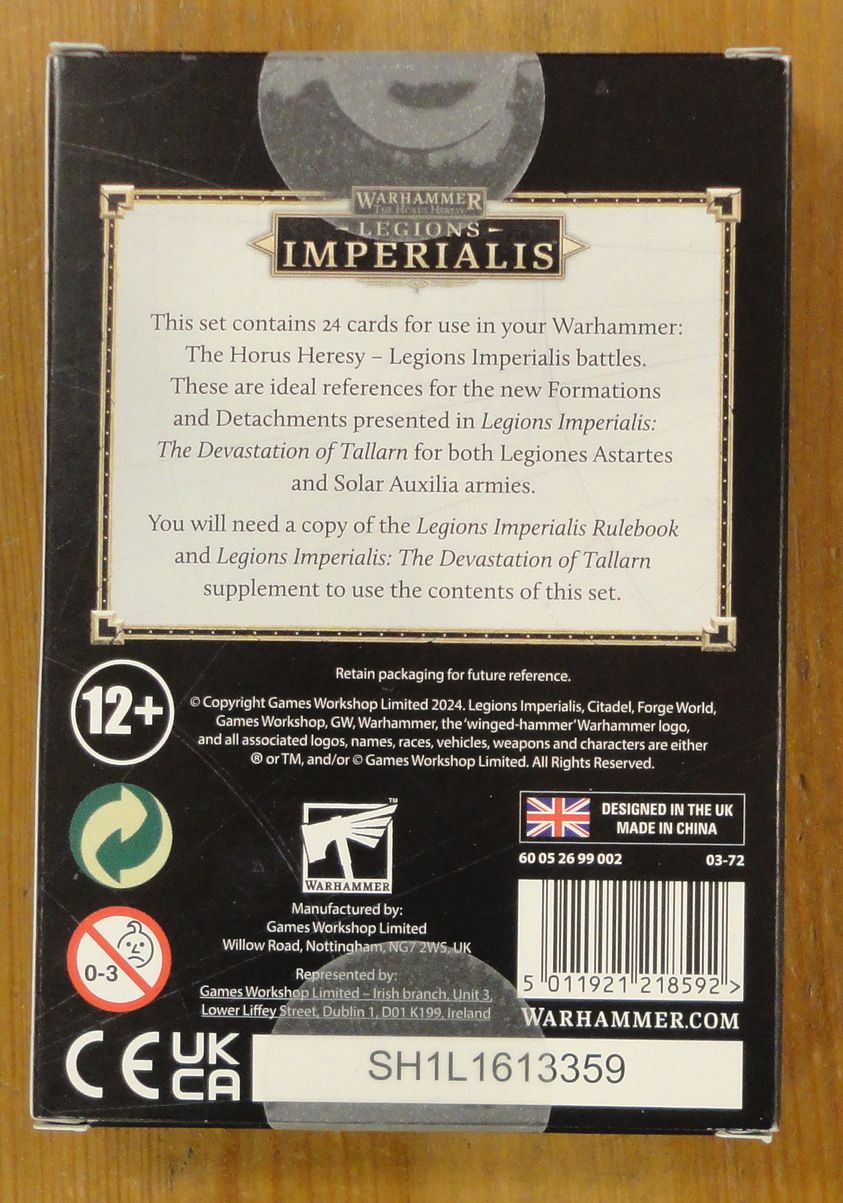 WARHAMMER
THE HORUS HERESY
– LEGIONS –
IMPERIALIS
This set contains 24 cards for use in your Warhammer:
The Horus Heresy – Legions Imperialis battles.
These are ideal references for the new Formations
and Detachments presented in Legions Imperialis:
The Devastation of Tallarn for both Legiones Astartes
and Solar Auxilia armies.
You will need a copy of the Legions Imperialis Rulebook
and Legions Imperialis: The Devastation of Tallarn
supplement to use the contents of this set.
Retain packaging for future reference.
12+
© Copyright Games Workshop Limited 2024. Legions Imperialis, Citadel, Forge World,
Games Workshop, GW, Warhammer, the ‘winged-hammer’ Warhammer logo,
and all associated logos, names, races, vehicles, weapons and characters are either
® or TM, and/or © Games Workshop Limited. All Rights Reserved.
TM
WARHAMMER
DESIGNED IN THE UK
MADE IN CHINA
60 05 26 99 002 03-72
Manufactured by:
Games Workshop Limited
Willow Road, Nottingham, NG7 2WS, UK
0-3
Represented by:
Games Workshop Limited – Irish branch, Unit 3,
Lower Liffey Street, Dublin 1, D01 K199, Ireland
5 011921 218592 >
WARHAMMER.COM
CE UK
CA
SH1L1613359